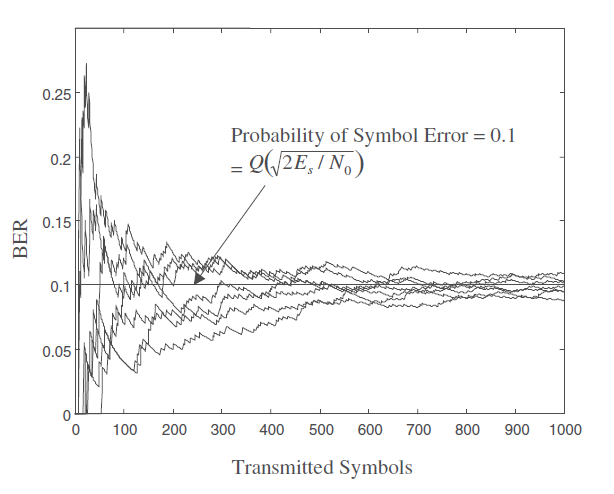 0.25
Probability of Symbol Error = 0.1
= Q(√2Es / N0)
0.2
0.15
BER
0.1
0.05
0
0 100 200 300 400 500 600 700 800 900 1000
Transmitted Symbols